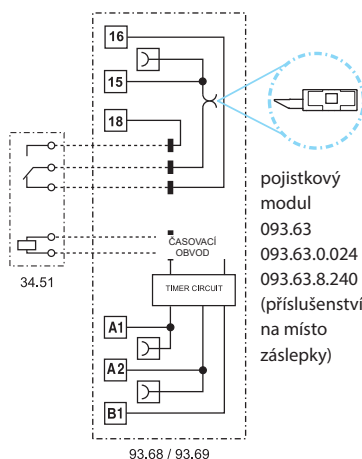 16
15
18
34.51
ČASOVACÍ
OBVOD
TIMER CIRCUIT
A1
A2
B1
93.68 / 93.69
pojistkový
modul
093.63
093.63.0.024
093.63.8.240
(příslušenství
na místo
záslepky)